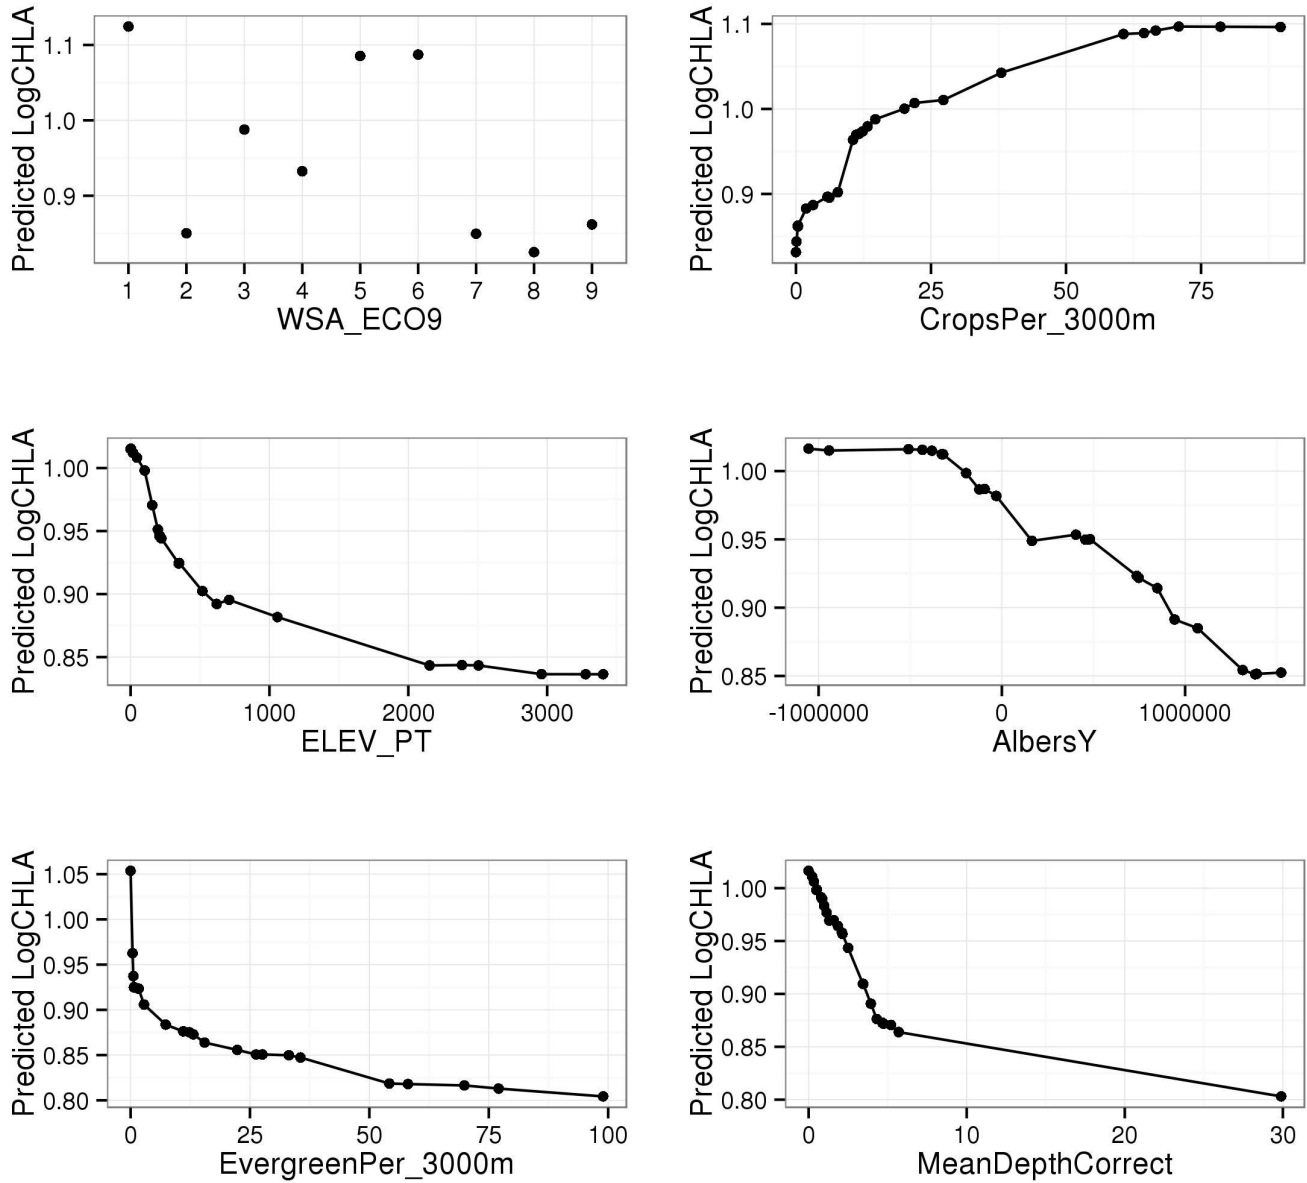 Predicted LogCHLA
1.1
1.0
0.9
1 2 3 4 5 6 7 8 9
WSA_ECO9
Predicted LogCHLA
1.1
1.0
0.9
0 25 50 75
CropsPer_3000m
Predicted LogCHLA
1.00
0.95
0.90
0.85
0 1000 2000 3000
ELEV_PT
Predicted LogCHLA
1.00
0.95
0.90
0.85
-1000000 0 1000000
AlbersY
Predicted LogCHLA
1.05
1.00
0.95
0.90
0.85
0.80
0 25 50 75 100
EvergreenPer_3000m
Predicted LogCHLA
1.00
0.95
0.90
0.85
0.80
0 10 20 30
MeanDepthCorrect